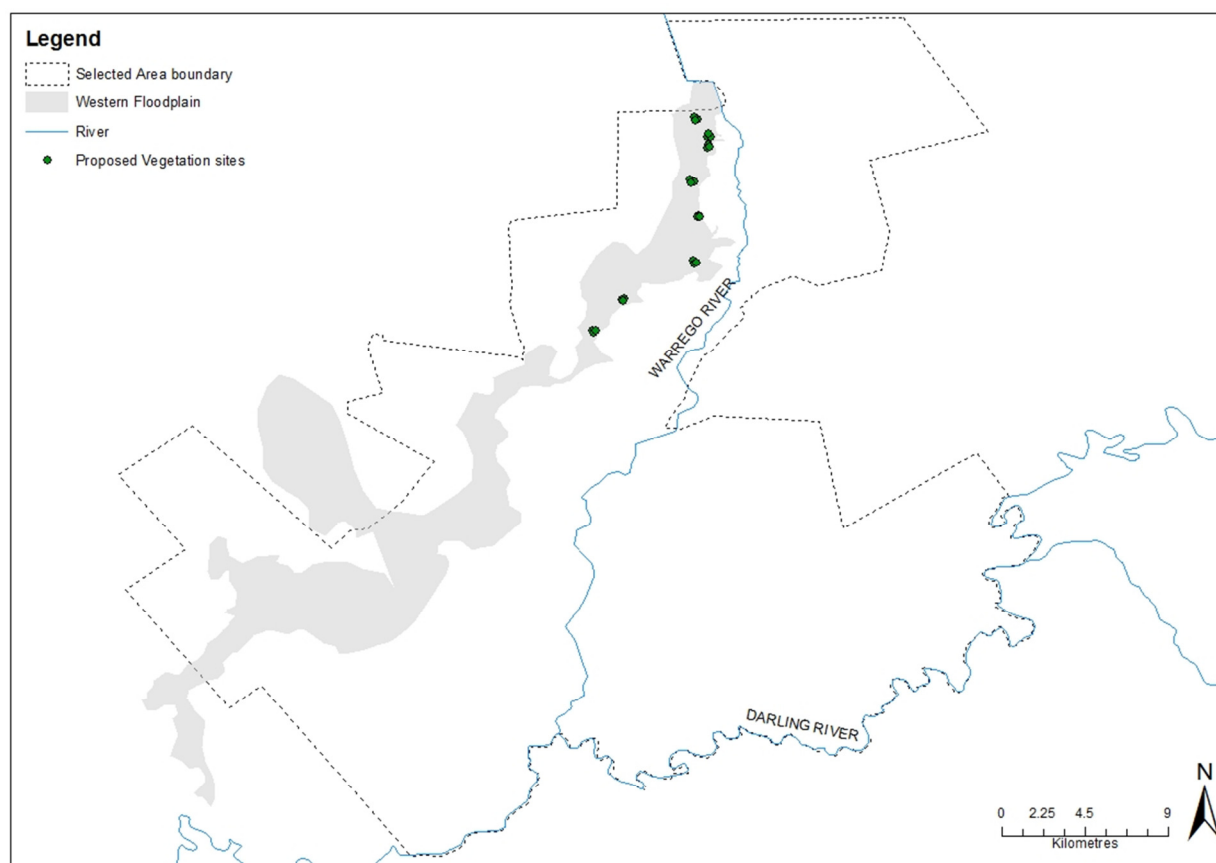 Legend
Selected Area boundary
Western Floodplain
River
Proposed Vegetation sites
WARREGO RIVER
DARLING RIVER
N
0 2.25 4.5 9
Kilometres